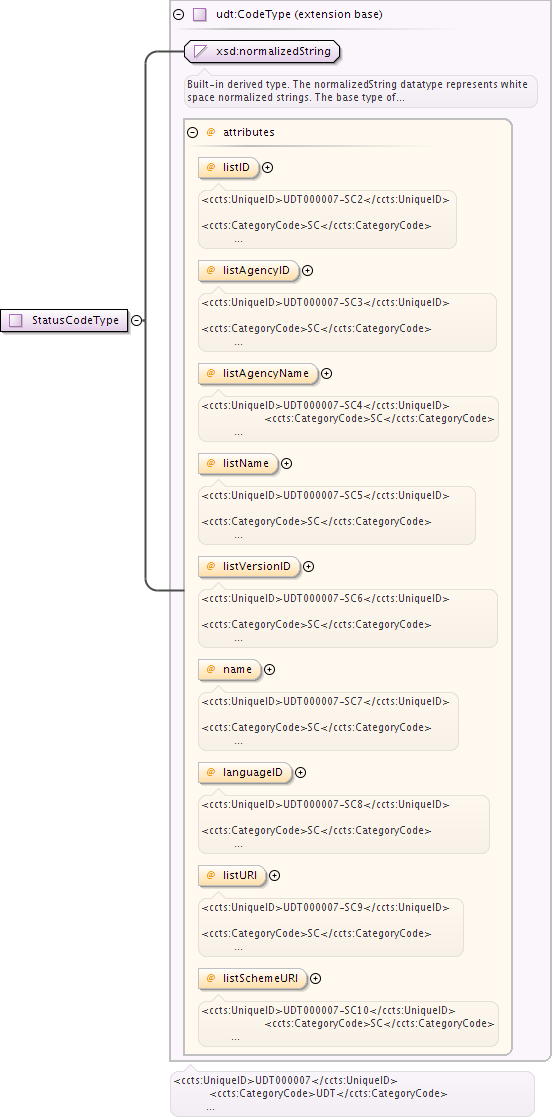 udt:CodeType (extension base)
xsd:normalizedString
Built-in derived type. The normalizedString datatype represents white
space normalized strings. The base type of...
@ attributes
@ listID
<ccts:UniqueID>UDT000007-SC2</ccts:UniqueID>
<ccts:CategoryCode>SC</ccts:CategoryCode>
...
@ listAgencyID
<ccts:UniqueID>UDT000007-SC3</ccts:UniqueID>
<ccts:CategoryCode>SC</ccts:CategoryCode>
...
StatusCodeType
@ listAgencyName
<ccts:UniqueID>UDT000007-SC4</ccts:UniqueID>
<ccts:CategoryCode>SC</ccts:CategoryCode>
...
@ listName
<ccts:UniqueID>UDT000007-SC5</ccts:UniqueID>
<ccts:CategoryCode>SC</ccts:CategoryCode>
...
@ listVersionID
<ccts:UniqueID>UDT000007-SC6</ccts:UniqueID>
<ccts:CategoryCode>SC</ccts:CategoryCode>
...
@ name
<ccts:UniqueID>UDT000007-SC7</ccts:UniqueID>
<ccts:CategoryCode>SC</ccts:CategoryCode>
...
@ languageID
<ccts:UniqueID>UDT000007-SC8</ccts:UniqueID>
<ccts:CategoryCode>SC</ccts:CategoryCode>
...
@ listURI
<ccts:UniqueID>UDT000007-SC9</ccts:UniqueID>
<ccts:CategoryCode>SC</ccts:CategoryCode>
...
@ listSchemeURI
<ccts:UniqueID>UDT000007-SC10</ccts:UniqueID>
<ccts:CategoryCode>SC</ccts:CategoryCode>
...
<ccts:UniqueID>UDT000007</ccts:UniqueID>
<ccts:CategoryCode>UDT</ccts:CategoryCode>
...